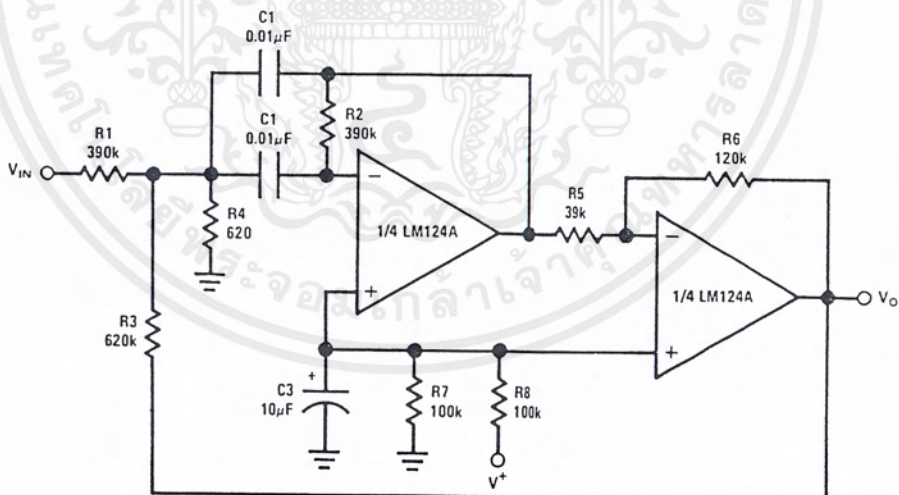 C1
0.01μF
C1
0.01μF
R2
390k
R1
390k
VIN
R4
620
R3
620k
1/4 LM124A
R5
39k
R6
120k
1/4 LM124A
VO
C3
10μF
R7
100k
R8
100k
V+